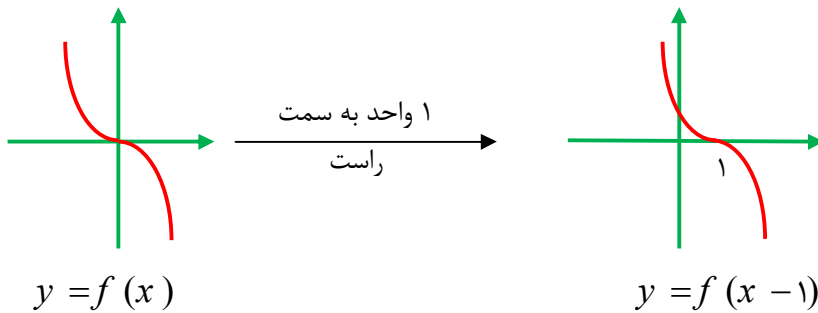 ۱ واحد به سمت
راست
۱
y = f (x)
y = f (x − ۱)